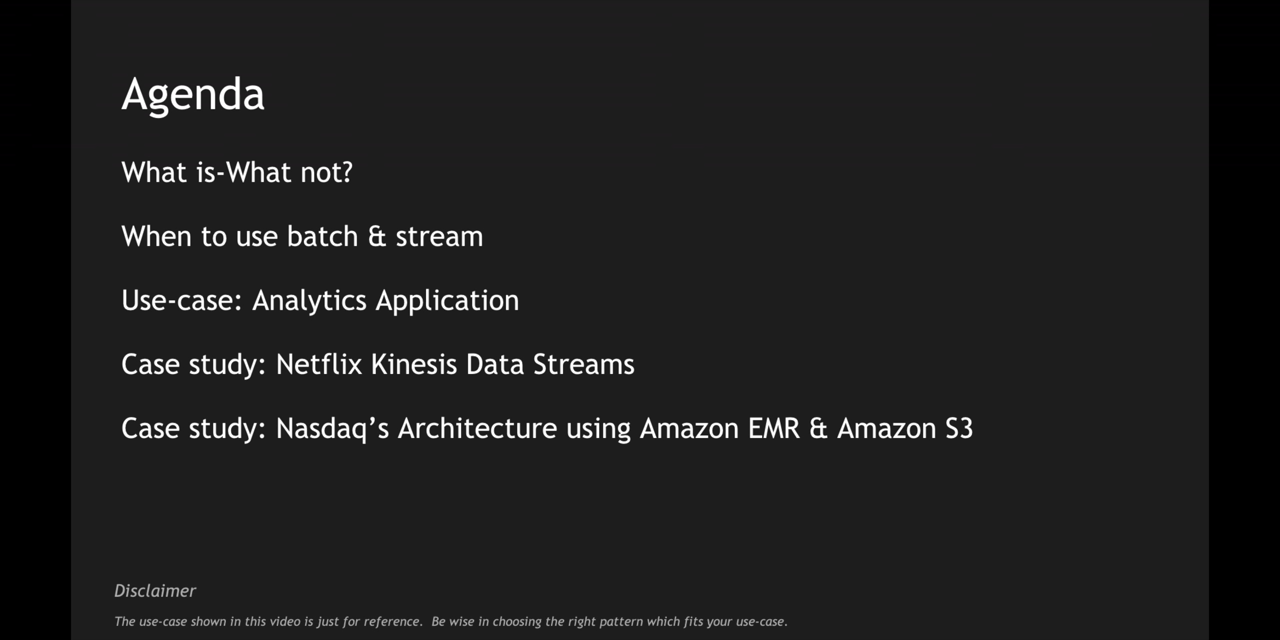 Agenda
What is-What not?
When to use batch & stream
Use-case: Analytics Application
Case study: Netflix Kinesis Data Streams
Case study: Nasdaq’s Architecture using Amazon EMR & Amazon S3
Disclaimer
The use-case shown in this video is just for reference.  Be wise in choosing the right pattern which fits your use-case.